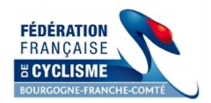 FÉDÉRATION
FRANÇAISE
DE CYCLISME
BOURGOGNE-FRANCHE-COMTÉ